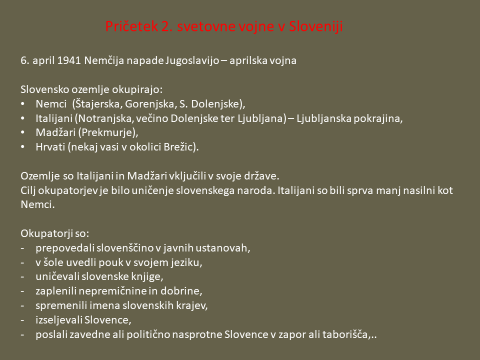 Pričetek 2. svetovne vojne v Sloveniji
6. april 1941 Nemčija napade Jugoslavijo – aprilska vojna
Slovensko ozemlje okupirajo:
• Nemci (Štajerska, Gorenjska, S. Dolenjske),
• Italijani (Notranjska, večino Dolenjske ter Ljubljana) – Ljubljanska pokrajina,
• Madžari (Prekmurje),
• Hrvati (nekaj vasi v okolici Brežic).
Ozemlje so Italijani in Madžari vključili v svoje države.
Cilj okupatorjev je bilo uničenje slovenskega naroda. Italijani so bili sprva manj nasilni kot
Nemci.
Okupatorji so:
- prepovedali slovenščino v javnih ustanovah,
- v šole uvedli pouk v svojem jeziku,
- uničevali slovenske knjige,
- zaplenili nepremičnine in dobrine,
- spremenili imena slovenskih krajev,
- izseljevali Slovence,
- poslali zavedne ali politično nasprotne Slovence v zapor ali taborišča,..